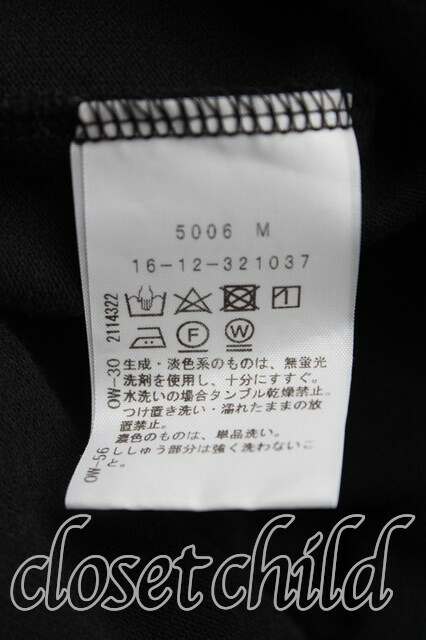 5006 M
16-12-321037
2114322
F
W
OW-30
生成・淡色系のものは、無蛍光
洗剤を使用し、十分にすすぐ。
水洗いの場合タンブル乾燥禁止。
つけ置き洗い・濡れたままの放
置禁止。
濃色のものは、単品洗い。
OW-56
ししゅう部分は強く洗わないこ
と。
closet child